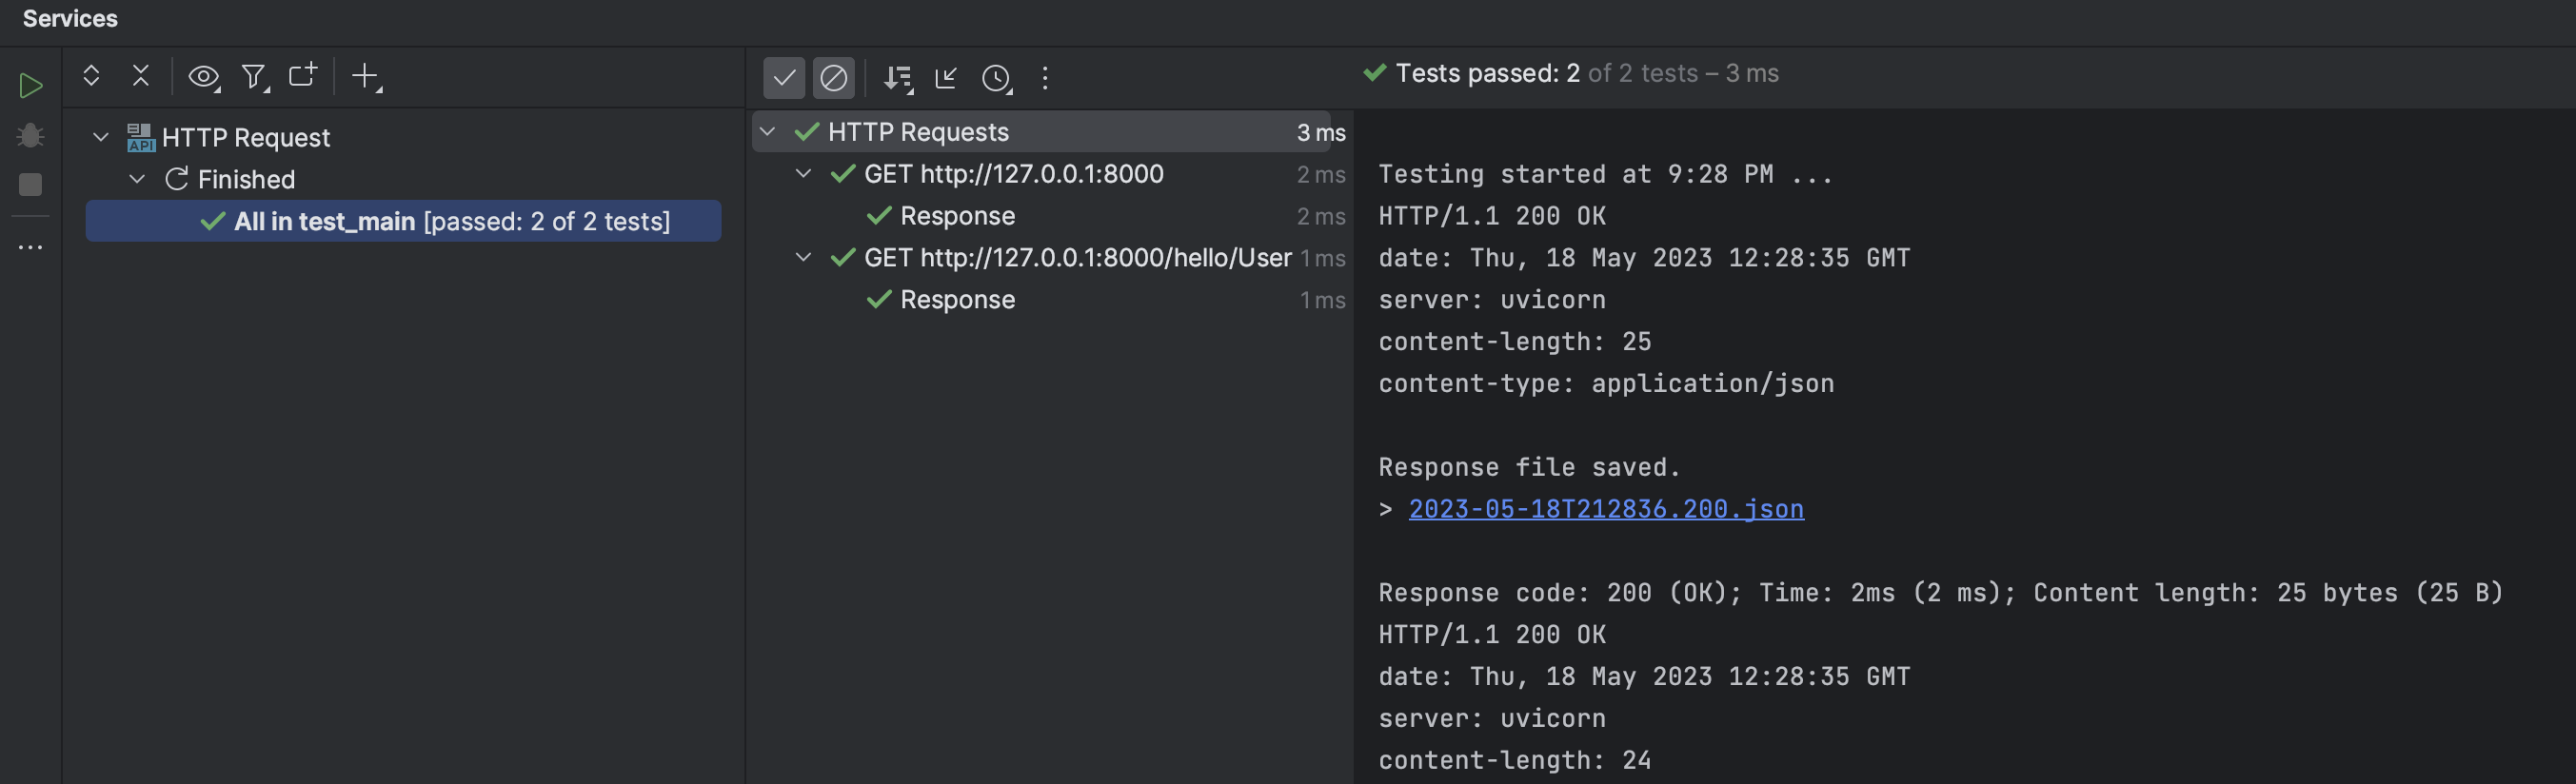 Services
HTTP Request
Finished
All in test_main [passed: 2 of 2 tests]
API
Tests passed: 2 of 2 tests – 3 ms
HTTP Requests 3 ms
GET http://127.0.0.1:8000 2 ms
Response 2 ms
GET http://127.0.0.1:8000/hello/User 1 ms
Response 1 ms
Testing started at 9:28 PM ...
HTTP/1.1 200 OK
date: Thu, 18 May 2023 12:28:35 GMT
server: uvicorn
content-length: 25
content-type: application/json
Response file saved.
> 2023-05-18T212836.200.json
Response code: 200 (OK); Time: 2ms (2 ms); Content length: 25 bytes (25 B)
HTTP/1.1 200 OK
date: Thu, 18 May 2023 12:28:35 GMT
server: uvicorn
content-length: 24